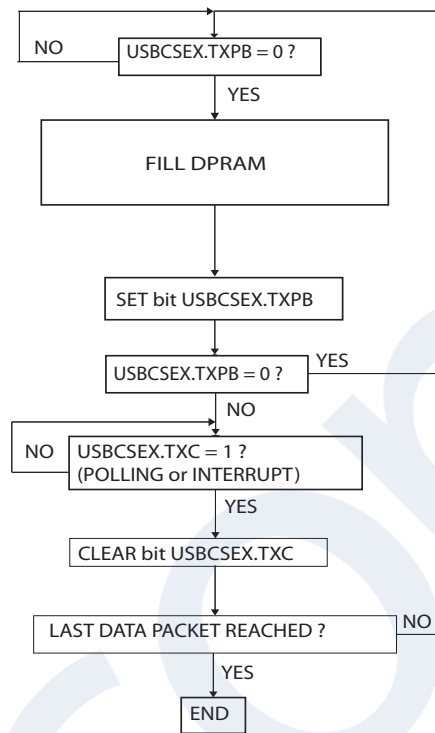 NO
USBCSEX.TXPB = 0 ?
YES
FILL DPRAM
SET bit USBCSEX.TXPB
USBCSEX.TXPB = 0 ?
YES
NO
NO
USBCSEX.TXC = 1 ?
(POLLING or INTERRUPT)
YES
CLEAR bit USBCSEX.TXC
LAST DATA PACKET REACHED ?
NO
YES
END